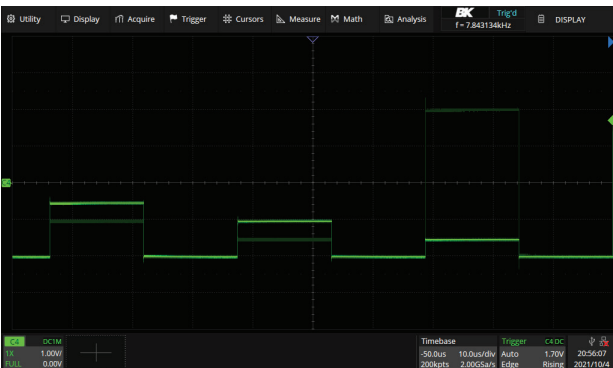 Utility Display Acquire Trigger Cursors Measure Math Analysis BK Trig'd DISPLAY
f = 7.843134kHz
C4
C4 DC1M Timebase Trigger C4 DC
1X 1.00V/ -50.0us 10.0us/div Auto 1.70V 20:56:07
FULL 0.00V 200kpts 2.00GSa/s Edge Rising 2021/10/4